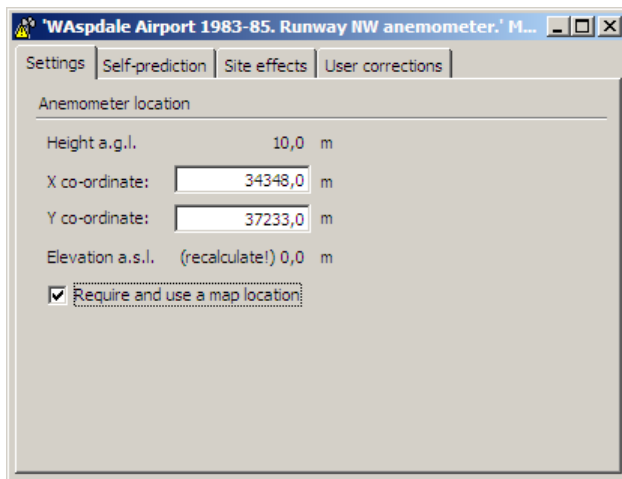 'WAspdale Airport 1983-85. Runway NW anemometer.' M...
Settings Self-prediction Site effects User corrections
Anemometer location
Height a.g.l. 10,0 m
X co-ordinate: 34348,0 m
Y co-ordinate: 37233,0 m
Elevation a.s.l. (recalculate!) 0,0 m
Require and use a map location